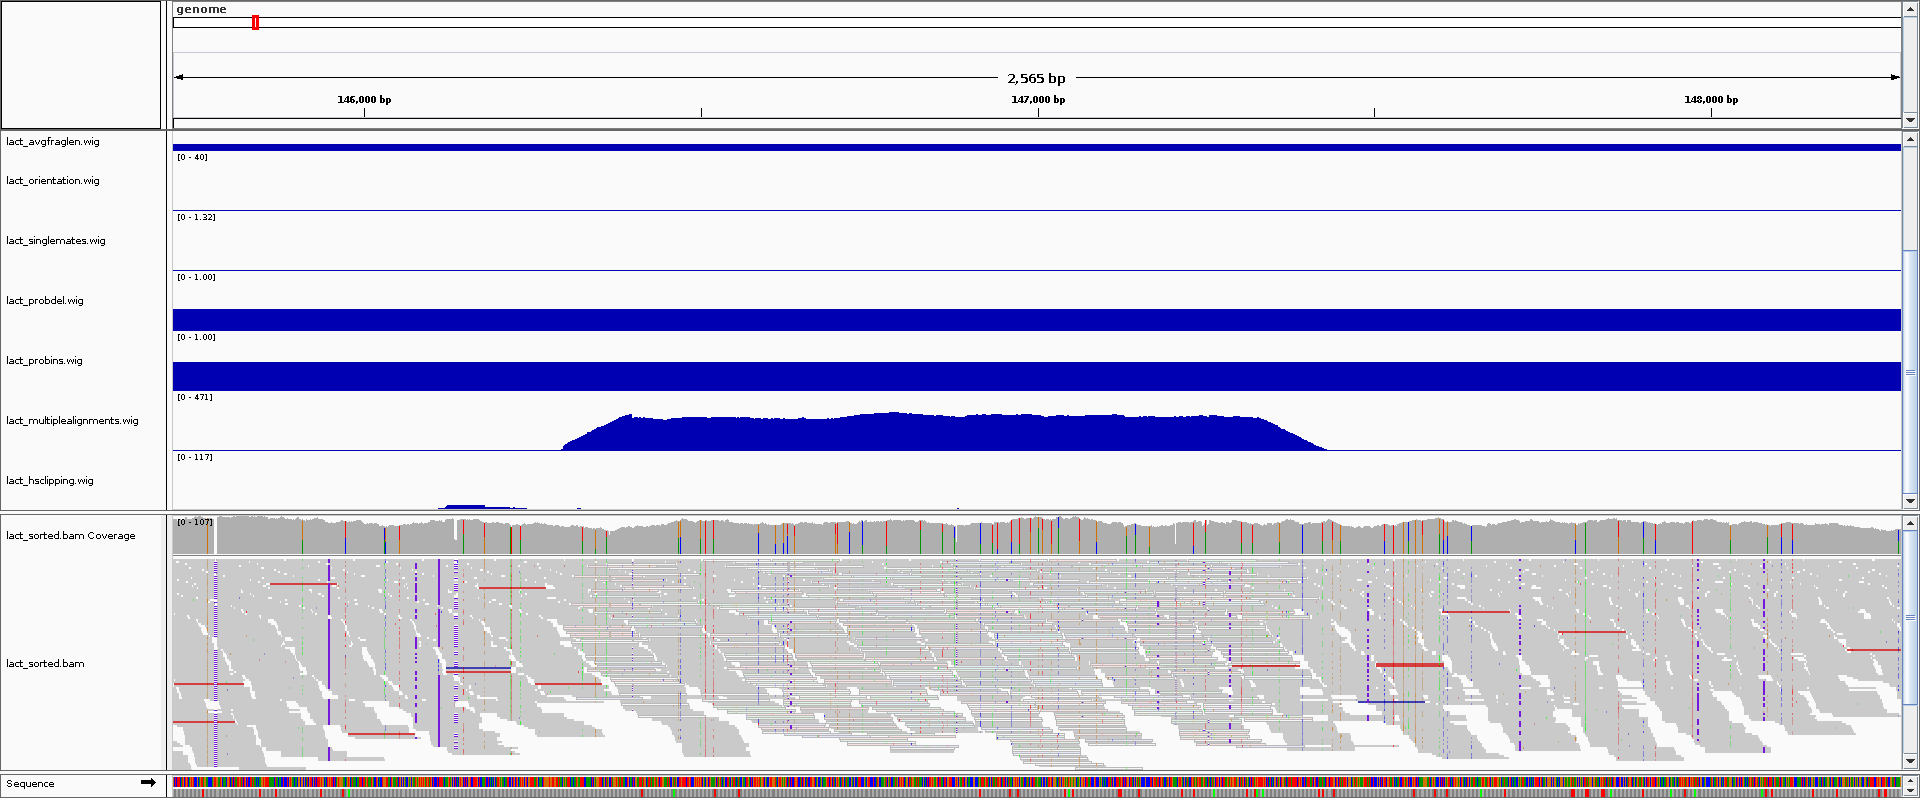 genome
2,565 bp
146,000 bp
147,000 bp
148,000 bp
lact_avgfraglen.wig
[0 - 40]
lact_orientation.wig
[0 - 1.32]
lact_singlemates.wig
[0 - 1.00]
lact_probdel.wig
[0 - 1.00]
lact_probins.wig
[0 - 471]
lact_multiplealignments.wig
[0 - 117]
lact_hsclipping.wig
[0 - 107]
lact_sorted.bam Coverage
lact_sorted.bam
Sequence